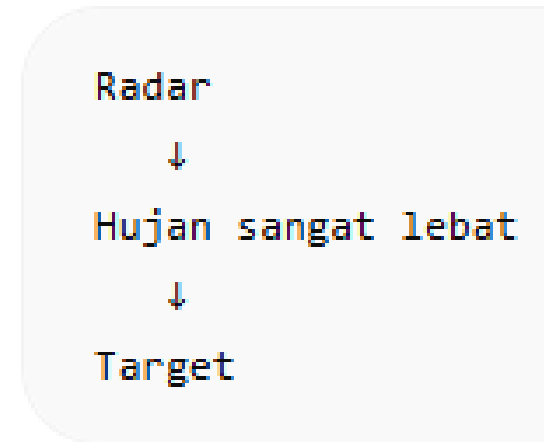 Radar
↓
Hujan sangat lebat
↓
Target